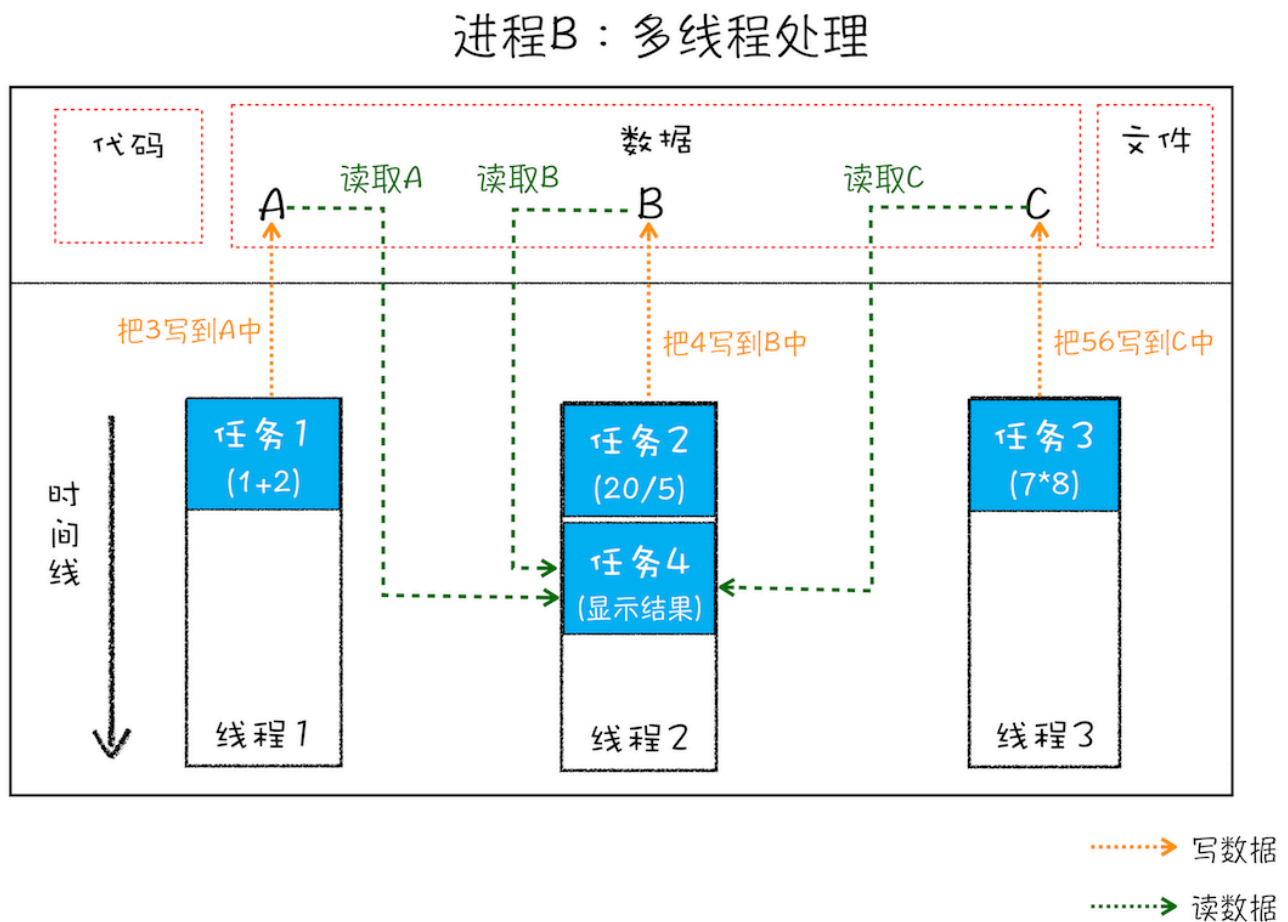 进程B：多线程处理
代码
数据
文件
读取A
读取B
读取C
A
B
C
把3写到A中
把4写到B中
把56写到C中
时间线
任务1
(1+2)
任务2
(20/5)
任务3
(7*8)
任务4
(显示结果)
线程1
线程2
线程3
写数据
读数据